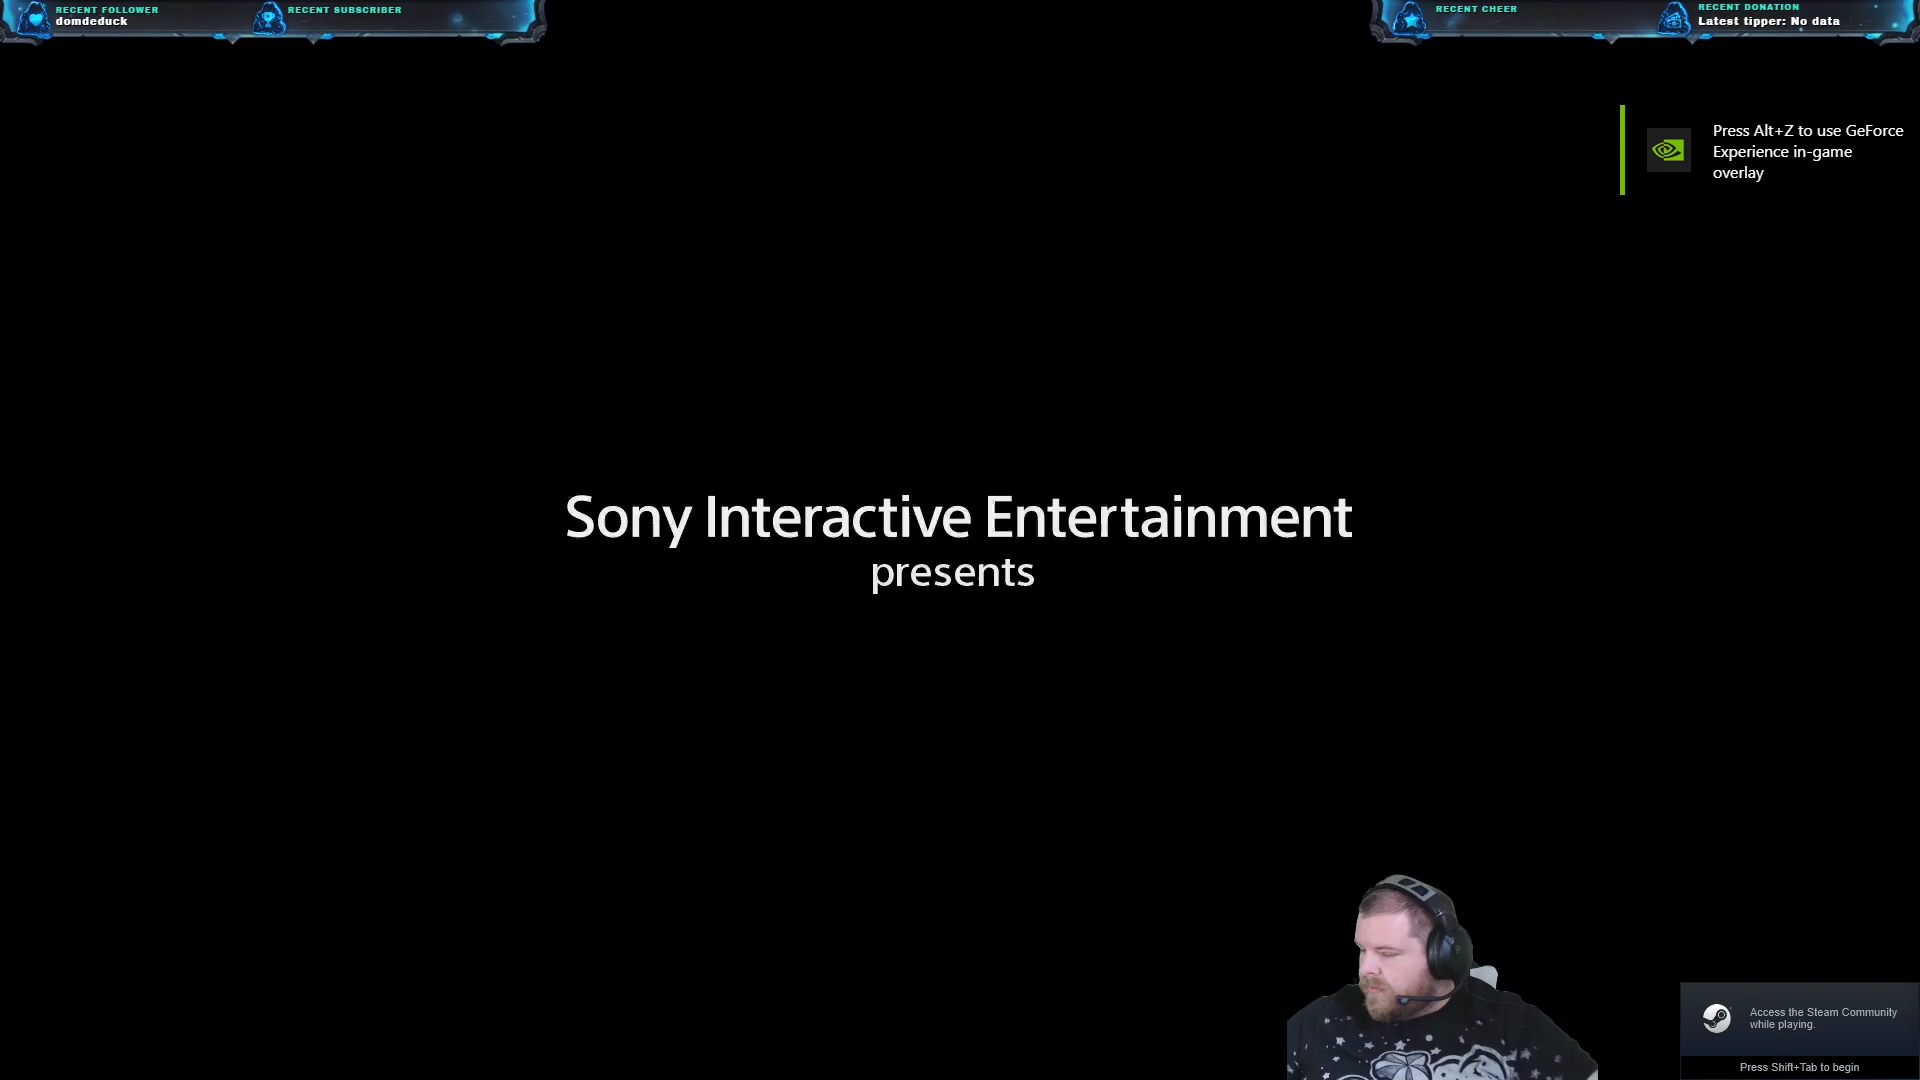 RECENT FOLLOWER
domdeduck
RECENT SUBSCRIBER
RECENT CHEER
RECENT DONATION
Latest tipper: No data
Press Alt+Z to use GeForce
Experience in-game
overlay
Sony Interactive Entertainment
presents
Access the Steam Community
while playing.
Press Shift+Tab to begin